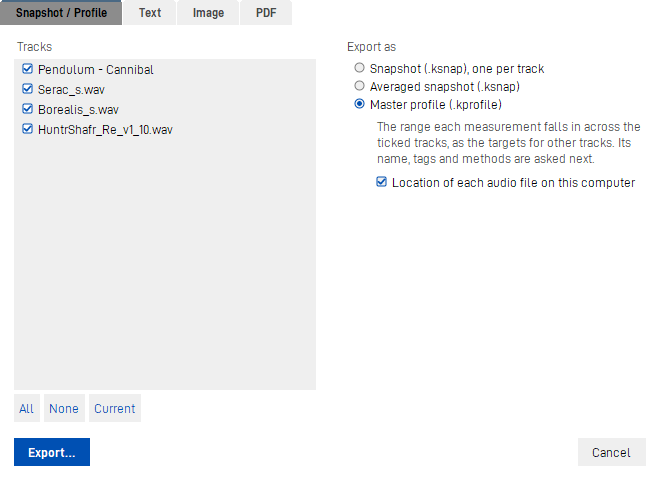 Snapshot / Profile
Text
Image
PDF
Tracks
Pendulum - Cannibal
Serac_s.wav
Borealis_s.wav
HuntrShafr_Re_v1_10.wav
All
None
Current
Export as
Snapshot (.ksnap), one per track
Averaged snapshot (.ksnap)
Master profile (.kprofile)
The range each measurement falls in across the
ticked tracks, as the targets for other tracks. Its
name, tags and methods are asked next.
Location of each audio file on this computer
Export...
Cancel